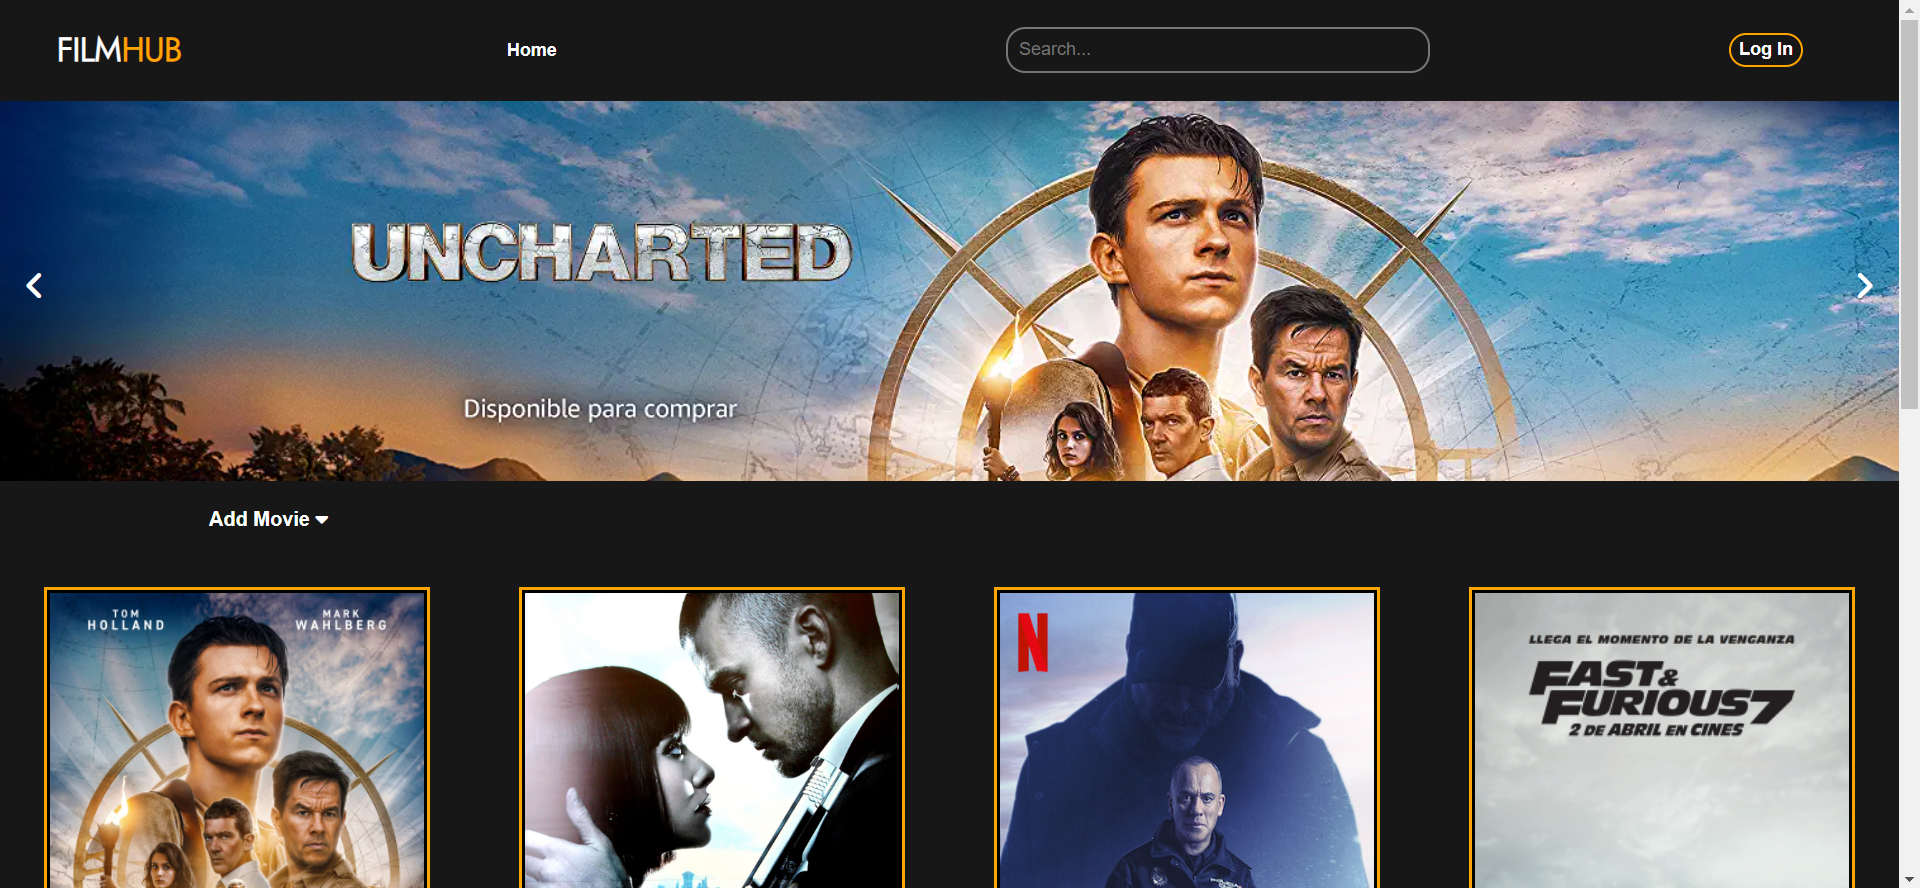 FILMHUB
Home
Search...
Log In
UNCHARTED
Disponible para comprar
Add Movie
TOM HOLLAND
MARK WAHLBERG
N
LLEGA EL MOMENTO DE LA VENGANZA
FAST &
FURIOUS 7
2 DE ABRIL EN CINES